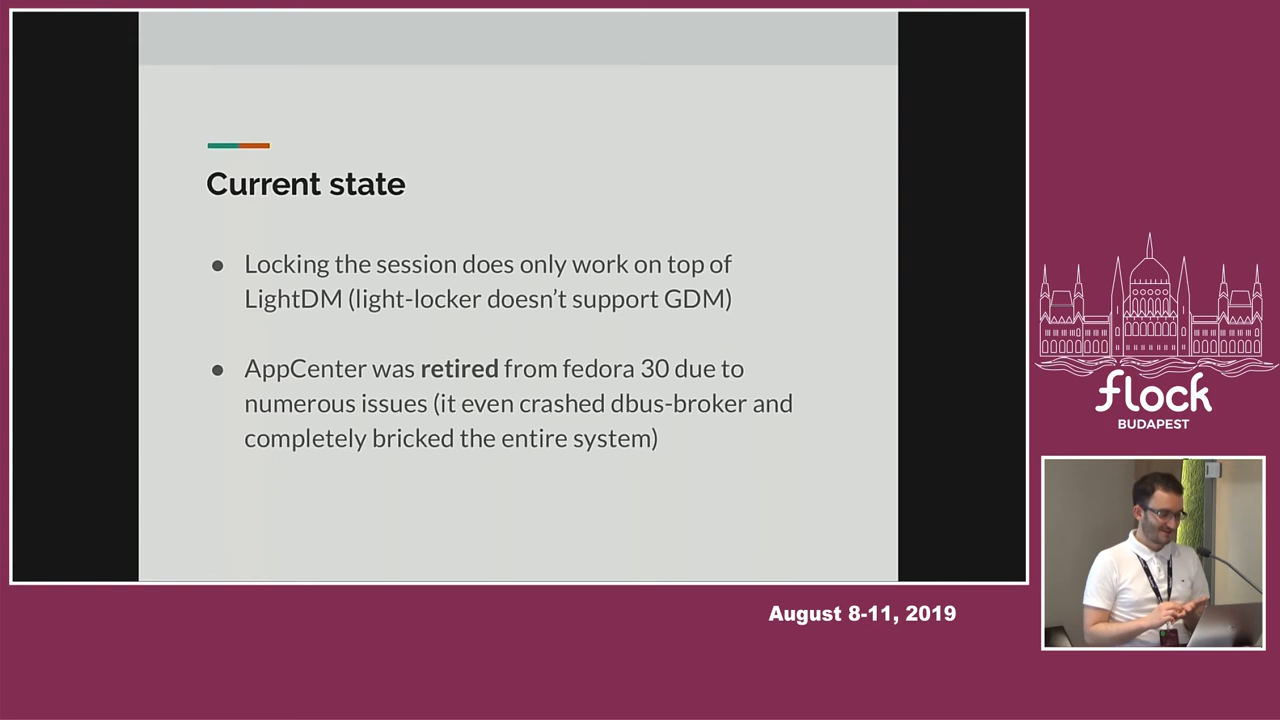 Current state
● Locking the session does only work on top of
LightDM (light-locker doesn’t support GDM)
● AppCenter was retired from fedora 30 due to
numerous issues (it even crashed dbus-broker and
completely bricked the entire system)
flock
BUDAPEST
August 8-11, 2019